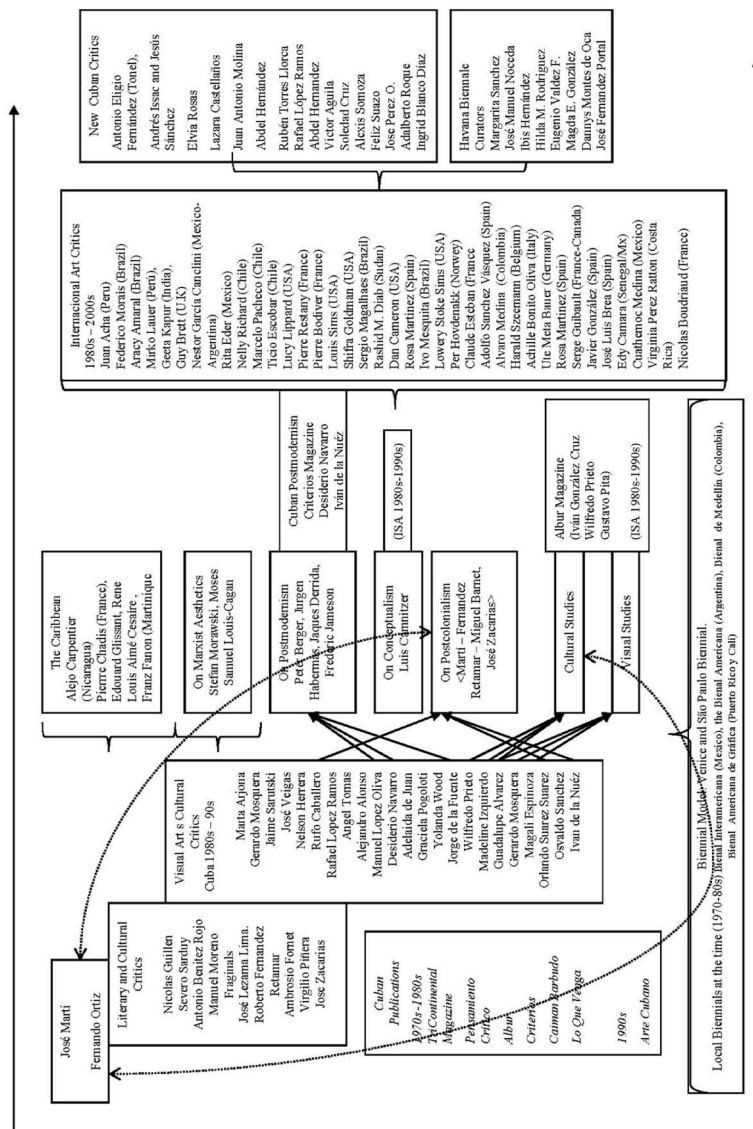 José Martí
Fernando Ortiz
Literary and Cultural
Critics
Nicolas Guillen
Severo Sarduy
Antonio Benitez Rojo
Manuel Moreno
Fraginals
José Lezama Lima.
Roberto Fernandez
Retamar
Ambrosio Fornet
Virgilio Piñera
Jose Zacarias
Cuban
Publications
1970s-1980s
TriContinental
Magazine
Pensamiento
Critico
Albur
Criterios
Caiman Barbudo
Lo Que Venga
1990s
Arte Cubano
Visual Art s Cultural
Critics
Cuba 1980s – 90s
Marta Arjona
Gerardo Mosquera
Jaime Sarutski
José Veigas
Nelson Herrera
Rufo Caballero
Rafael Lopez Ramos
Angel Tomas
Alejandro Alonso
Manuel Lopez Oliva
Desiderio Navarro
Adelaida de Juan
Graciela Pogoloti
Yolanda Wood
Jorge de la Fuente
Wilfredo Prieto
Madeline Izquierdo
Guadalupe Alvarez
Gerardo Mosquera
Magali Espinoza
Orlando Suarez Suarez
Osvaldo Sanchez
Ivan de la Nuéz
The Caribbean
Alejo Carpentier
(Nicaragua)
Pierrre Chadis (France),
Edouard Glissant, Rene
Louis Aimé Cesaire ,
Franz Fanon (Martinique
On Marxist Aesthetics
Stefan Morawski, Moses
Samuel Louis-Cagan
On Postmodernism
Peter Berger, Jurgen
Habermas, Jaques Derrida,
Frederic Jameson
On Conceptualism
Luis Camnitzer
On Postcolonialism
<Martí – Fernandez
Retamar – Miguel Barnet,
José Zacarias>
Cultural Studies
Visual Studies
Cuban Postmodernism
Criterios Magazine
Desiderio Navarro
Iván de la Nuéz
(ISA 1980s-1990s)
Albur Magazine
(Iván González Cruz
Wilfredo Prieto
Gustavo Pita)
(ISA 1980s-1990s)
Internacional Art Critics
1980s – 2000s
Juan Acha (Peru)
Federico Morais (Brazil)
Aracy Amaral (Brazil)
Mirko Lauer (Perú),
Geeta Kapur (India),
Guy Brett (U.K)
Nestor Garcia Canclini (Mexico-
Argentina)
Rita Eder (Mexico)
Nelly Richard (Chile)
Marcelo Pacheco (Chile)
Ticio Escobar (Chile)
Lucy Lippard (USA)
Pierre Restany (France)
Pierre Bodiver (France)
Louis Sims (USA)
Shifra Goldman (USA)
Sergio Magalhaes (Brazil)
Rashid M. Diab (Sudan)
Dan Cameron (USA)
Rosa Martinez (Spain)
Ivo Mesquita (Brazil)
Lowery Stoke Sims (USA)
Per Hovdenakk (Norwey)
Claude Esteban (France
Adolfo Sanchez Vásquez (Spain)
Alvaro Medina (Colombia)
Harald Szeemann (Belgium)
Achille Bonito Oliva (Italy)
Ute Meta Bauer (Germany)
Rosa Martinez (Spain)
Serge Guibault (France-Canada)
Javier González (Spain)
José Luis Brea (Spain)
Edy Camara (Senegal/Mx)
Cuathemoc Medina (Mexico)
Virginia Perez Ratton (Costa
Rica)
Nicolas Boudriaud (France)
New Cuban Critics
Antonio Eligio
Fernández (Tonel),
Andrés Issac and Jesús
Sánchez
Elvia Rosas
Lazara Castellaños
Juan Antonio Molina
Abdel Hernández
Rubén Torres Llorca
Rafael López Ramos
Abdel Hernandez
Victor Aguila
Soledad Cruz
Alexis Somoza
Feliz Suazo
Jose Perez O.
Adalberto Roque
Ingrid Blanco Díaz
Havana Biennale
Curators
Margarita Sanchez
José Manuel Noceda
Ibis Hernández
Hilda M. Rodriguez
Eugenio Valdez F.
Magda E. González
Dannys Montes de Oca
José Fernandez Portal
Biennial Model: Venice and São Paulo Biennial.
Local Biennials at the time (1970-80s) Bienal Interamericana (Mexico), the Bienal Americana (Argentina), Bienal de Medellín (Colombia),
Bienal Americana de Gráfica (Puerto Rico y Cali)